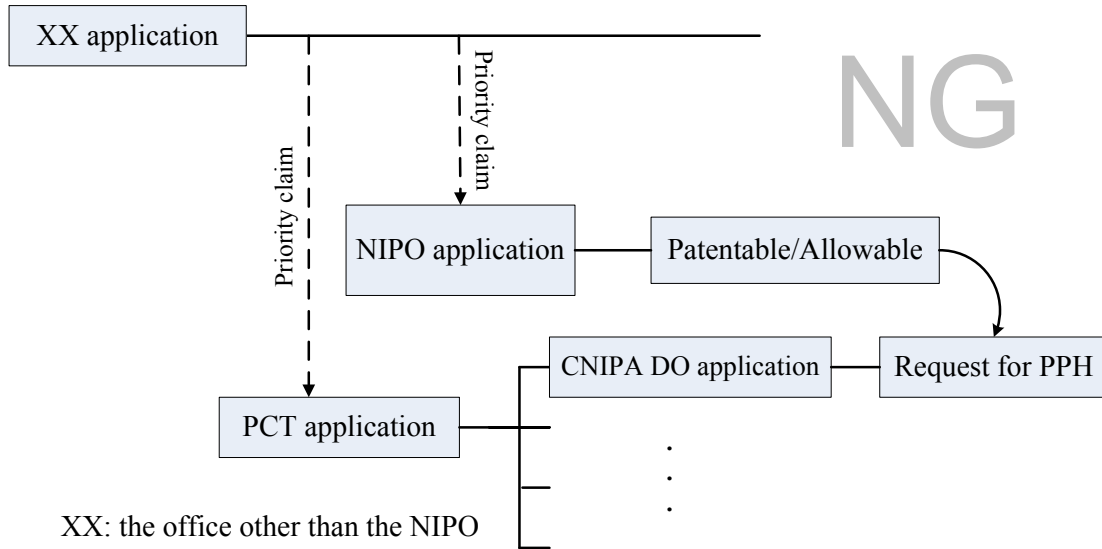 XX application
NG
Priority claim
Priority claim
NIPO application
Patentable/Allowable
CNIPA DO application
Request for PPH
PCT application
XX: the office other than the NIPO